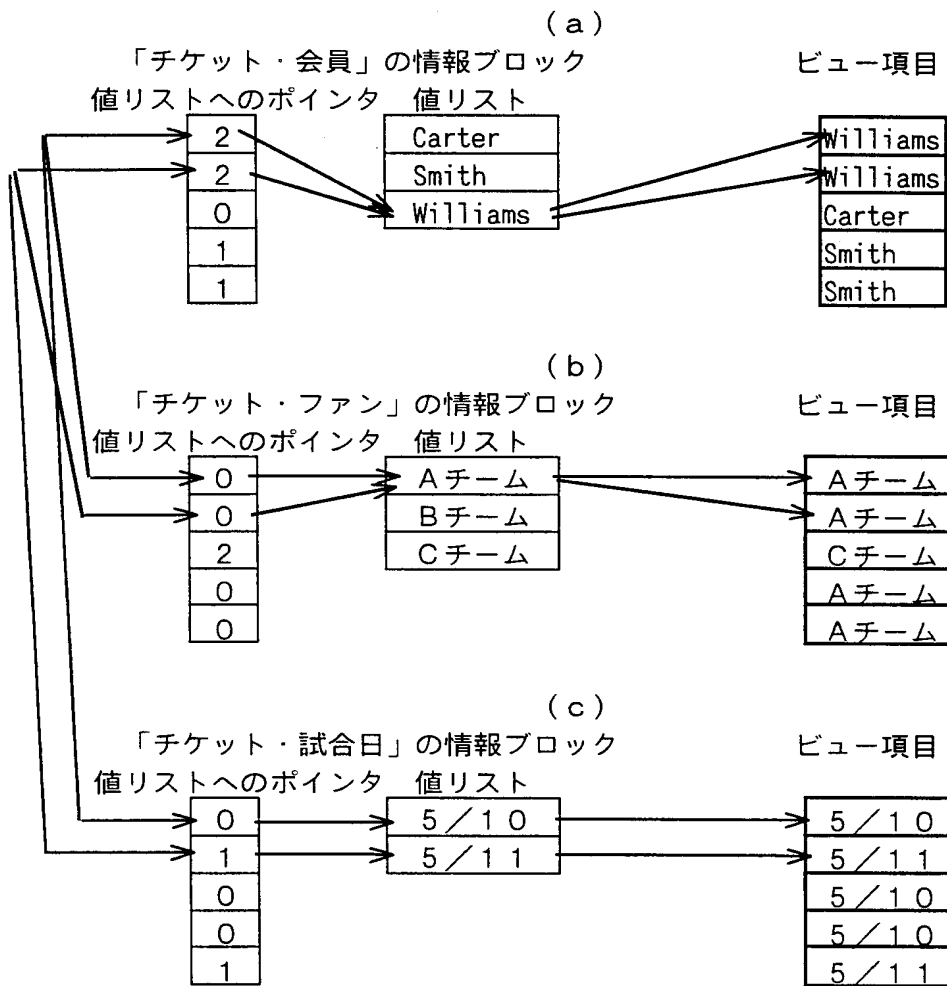 (a)
「チケット・会員」の情報ブロック ビュー項目
値リストへのポインタ 値リスト
2 Carter Williams
2 Smith Williams
0 Williams Carter
1 Smith
1 Smith
(b)
「チケット・ファン」の情報ブロック ビュー項目
値リストへのポインタ 値リスト
0 Aチーム Aチーム
0 Bチーム Aチーム
2 Cチーム Cチーム
0 Aチーム
0 Aチーム
(c)
「チケット・試合日」の情報ブロック ビュー項目
値リストへのポインタ 値リスト
0 5/10 5/10
1 5/11 5/11
0 5/10
0 5/10
1 5/11